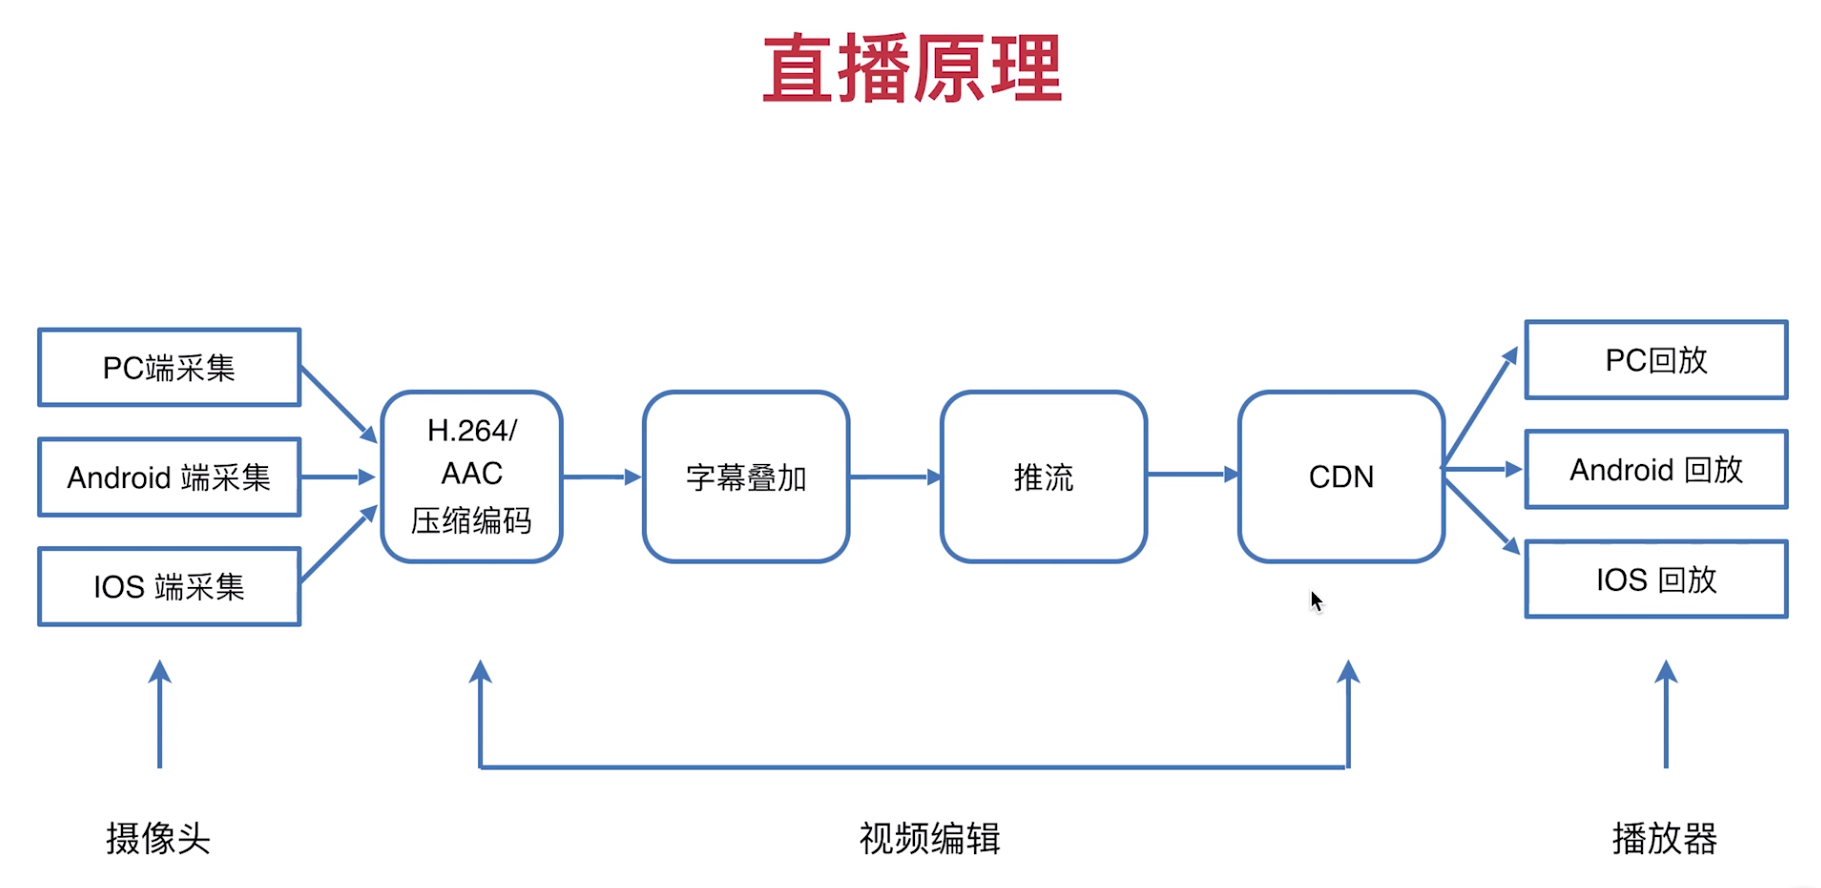 直播原理
PC端采集
Android 端采集
IOS 端采集
H.264/
AAC
压缩编码
字幕叠加
推流
CDN
PC回放
Android 回放
IOS 回放
摄像头
视频编辑
播放器